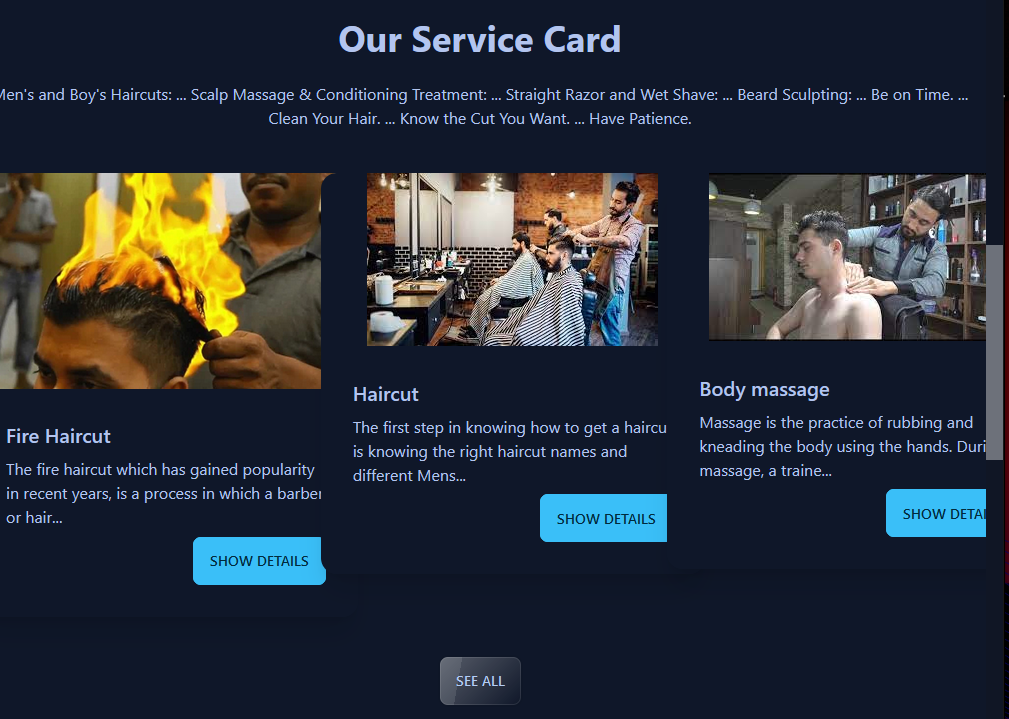 Our Service Card
Men's and Boy's Haircuts: ... Scalp Massage & Conditioning Treatment: ... Straight Razor and Wet Shave: ... Beard Sculpting: ... Be on Time. ...
Clean Your Hair. ... Know the Cut You Want. ... Have Patience.
Fire Haircut
The fire haircut which has gained popularity
in recent years, is a process in which a barber
or hair...
SHOW DETAILS
Haircut
The first step in knowing how to get a haircu
is knowing the right haircut names and
different Mens...
SHOW DETAILS
Body massage
Massage is the practice of rubbing and
kneading the body using the hands. Duri
massage, a traine...
SHOW DETAI
SEE ALL